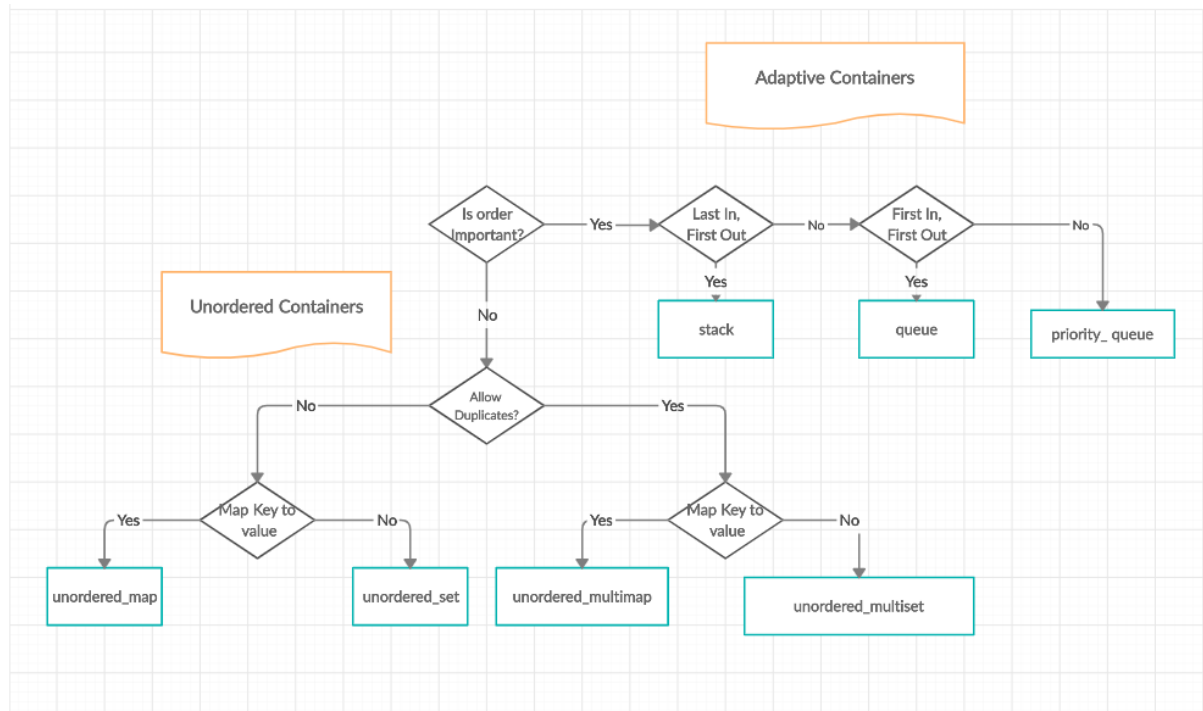 Adaptive Containers
Is order
Important?
Yes
Last In,
First Out
No
First In,
First Out
No
Yes
Yes
Unordered Containers
No
stack
queue
priority_ queue
No
Allow
Duplicates?
Yes
Yes
Map Key to
value
No
Yes
Map Key to
value
No
unordered_map
unordered_set
unordered_multimap
unordered_multiset